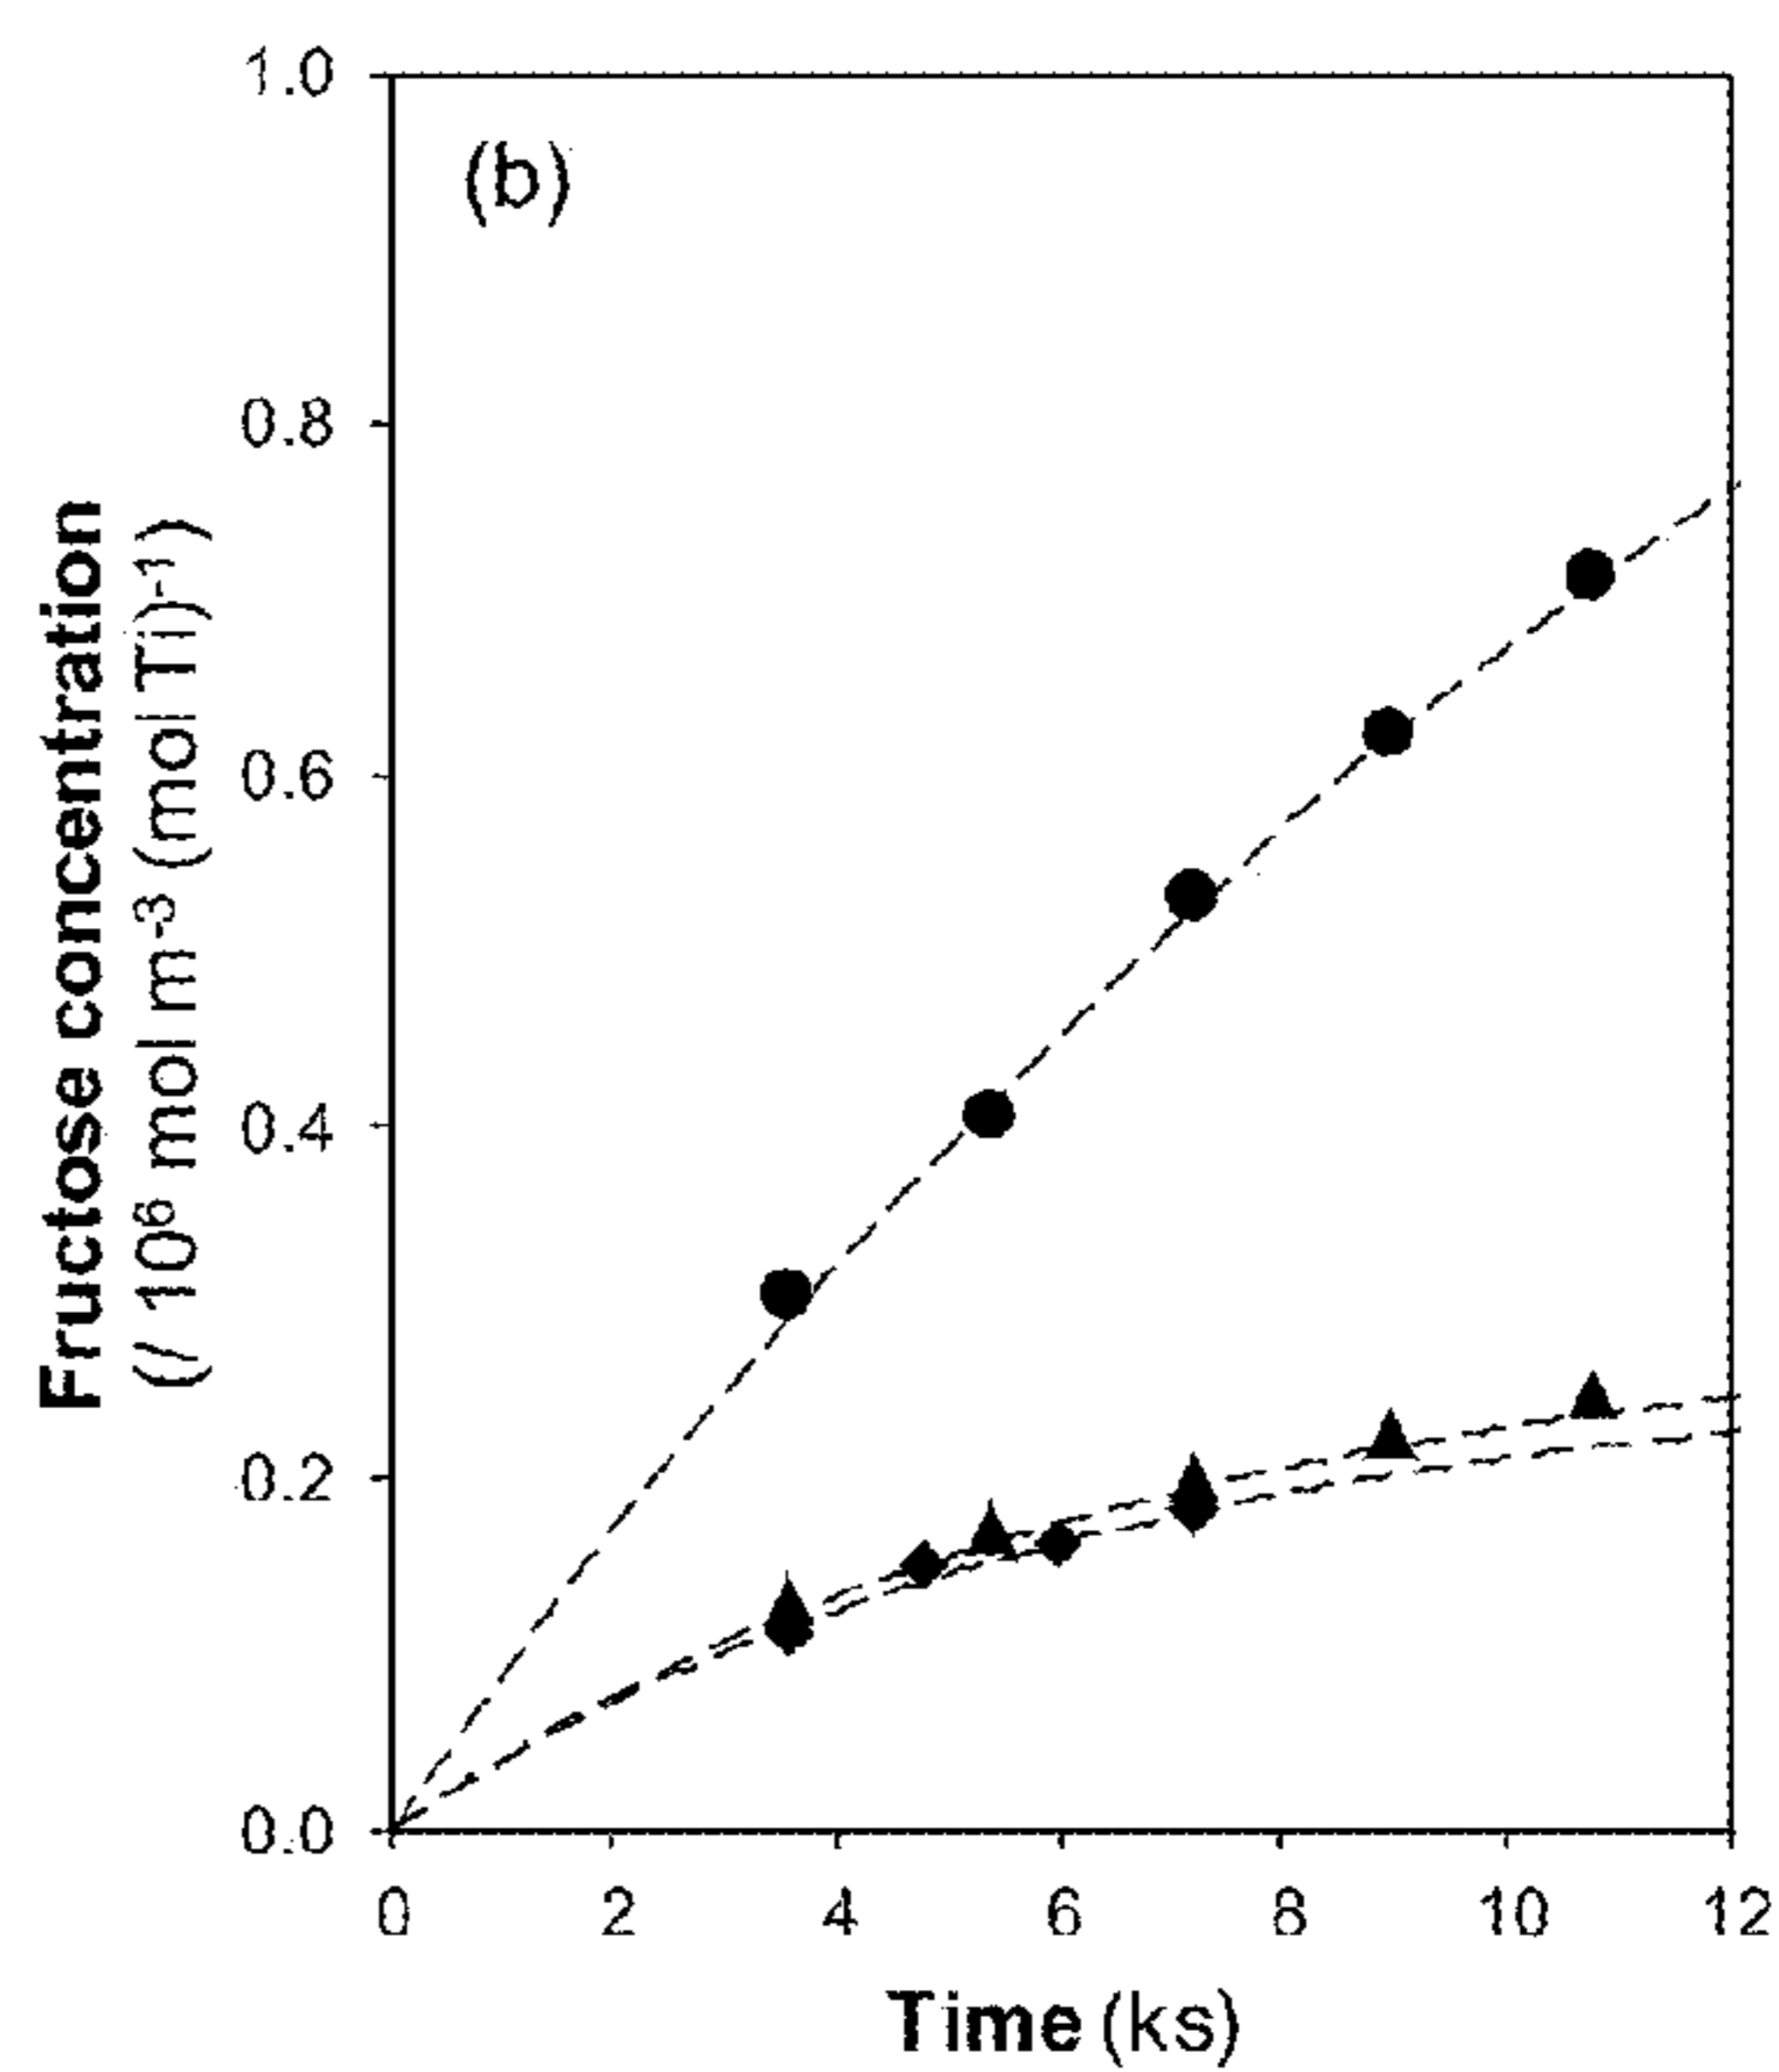 (b)
1.0
0.8
0.6
0.4
0.2
0.0
Fructose concentration
(/ 10⁶ mol m⁻³ (mol Ti)⁻¹)
0 2 4 6 8 10 12
Time (ks)